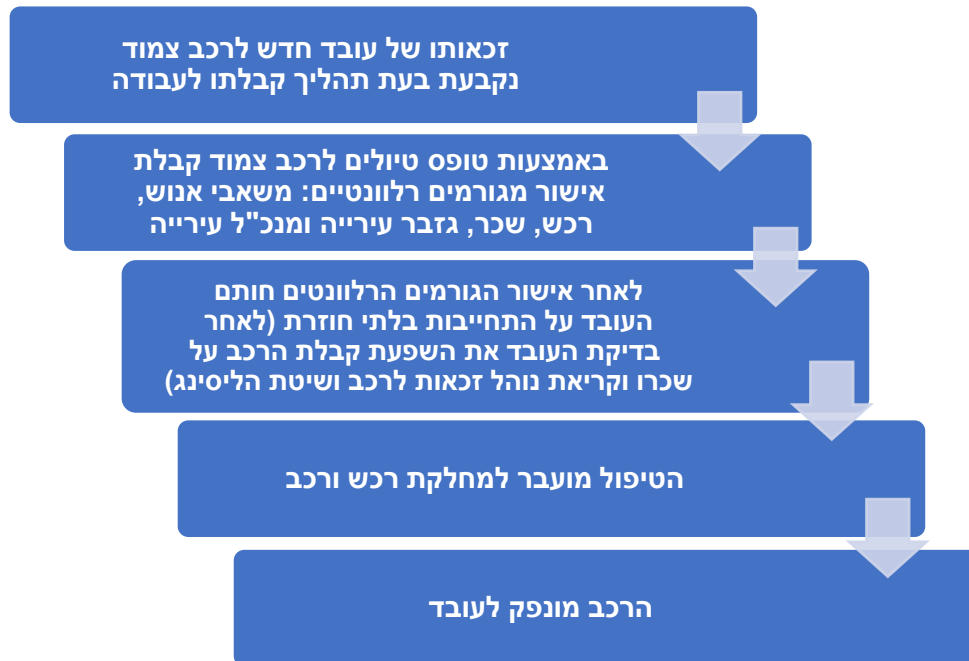 זכאותו של עובד חדש לרכב צמוד
נקבעת בעת תהליך קבלתו לעבודה
באמצעות טופס טיולים לרכב צמוד קבלת
אישור מגורמים רלוונטיים: משאבי אנוש,
רכש, שכר, גזבר עירייה ומנכ"ל עירייה
לאחר אישור הגורמים הרלוונטים חותם
העובד על התחייבות בלתי חוזרת (לאחר
בדיקת העובד את השפעת קבלת הרכב על
שכרו וקריאת נוהל זכאות לרכב ושיטת הליסינג)
הטיפול מועבר למחלקת רכש ורכב
הרכב מונפק לעובד